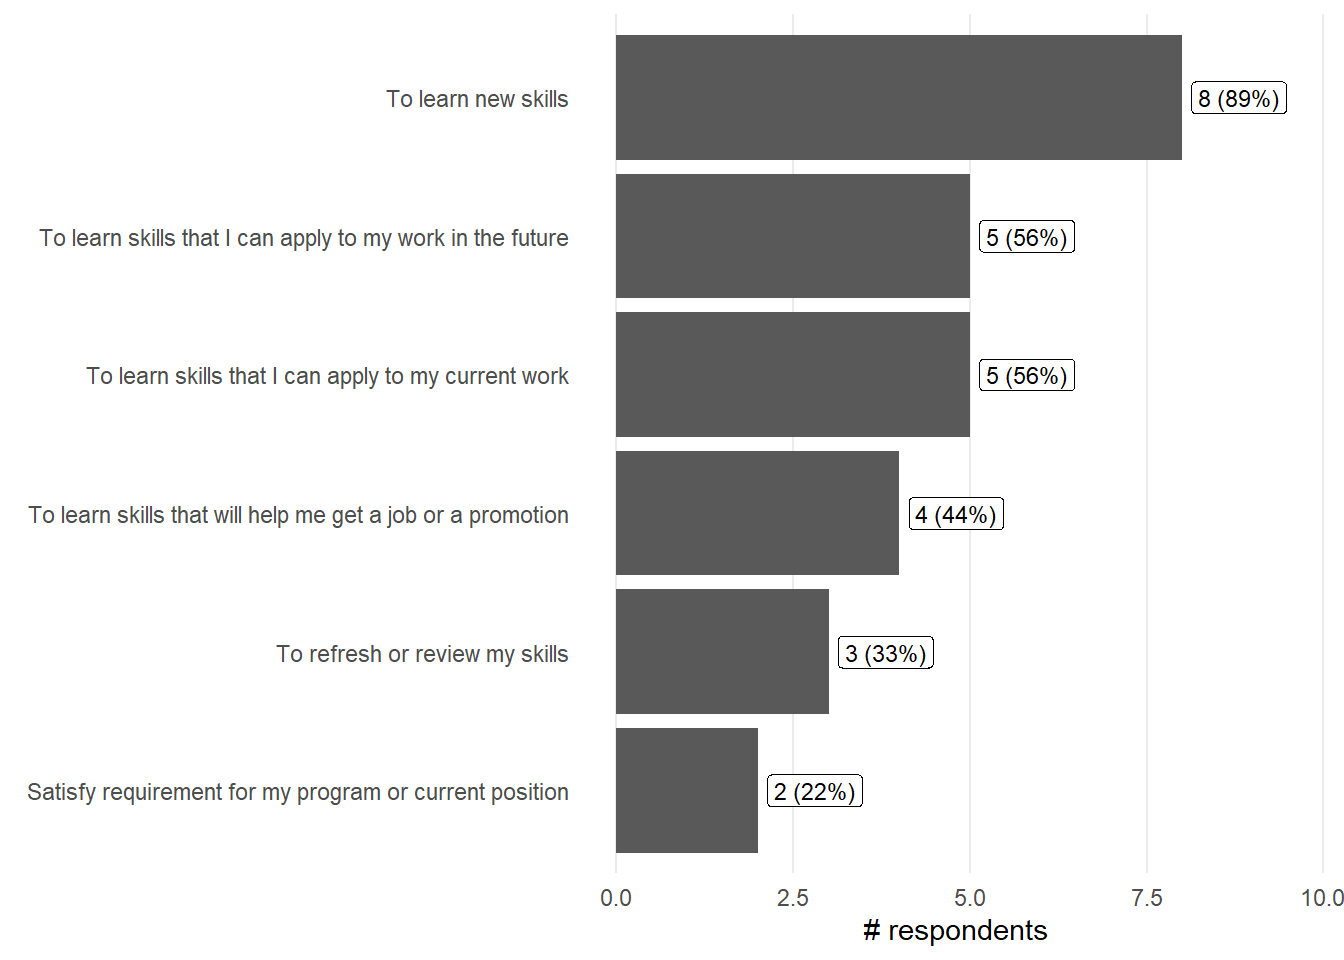 To learn new skills
8 (89%)
To learn skills that I can apply to my work in the future
5 (56%)
To learn skills that I can apply to my current work
5 (56%)
To learn skills that will help me get a job or a promotion
4 (44%)
To refresh or review my skills
3 (33%)
Satisfy requirement for my program or current position
2 (22%)
0.0 2.5 5.0 7.5 10.0
# respondents